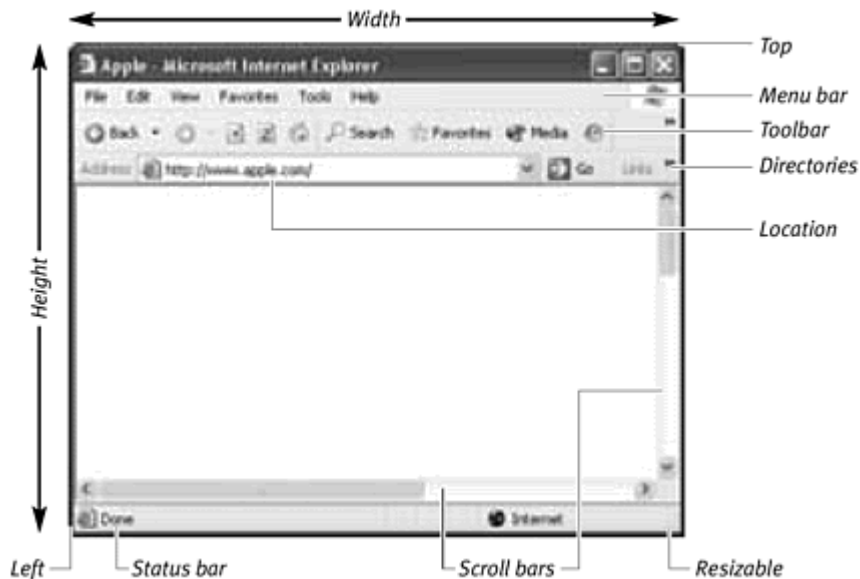 Width
Top
Apple - Microsoft Internet Explorer
File Edit View Favorites Tools Help
Menu bar
Back Search Favorites Media
Toolbar
Address http://www.apple.com/ Go Links
Directories
Location
Height
Done Internet
Left
Status bar
Scroll bars
Resizable